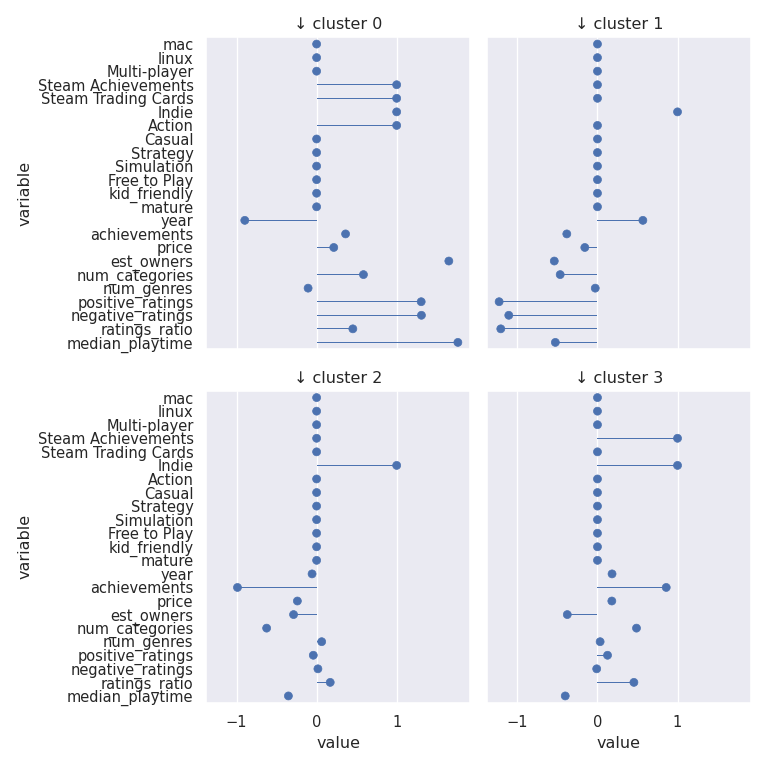 ↓ cluster 0
↓ cluster 1
mac
linux
Multi-player
Steam Achievements
Steam Trading Cards
Indie
Action
Casual
Strategy
Simulation
Free to Play
kid_friendly
mature
year
achievements
price
est_owners
num_categories
num_genres
positive_ratings
negative_ratings
ratings_ratio
median_playtime
variable
↓ cluster 2
↓ cluster 3
mac
linux
Multi-player
Steam Achievements
Steam Trading Cards
Indie
Action
Casual
Strategy
Simulation
Free to Play
kid_friendly
mature
year
achievements
price
est_owners
num_categories
num_genres
positive_ratings
negative_ratings
ratings_ratio
median_playtime
variable
−1 0 1
−1 0 1
value
value